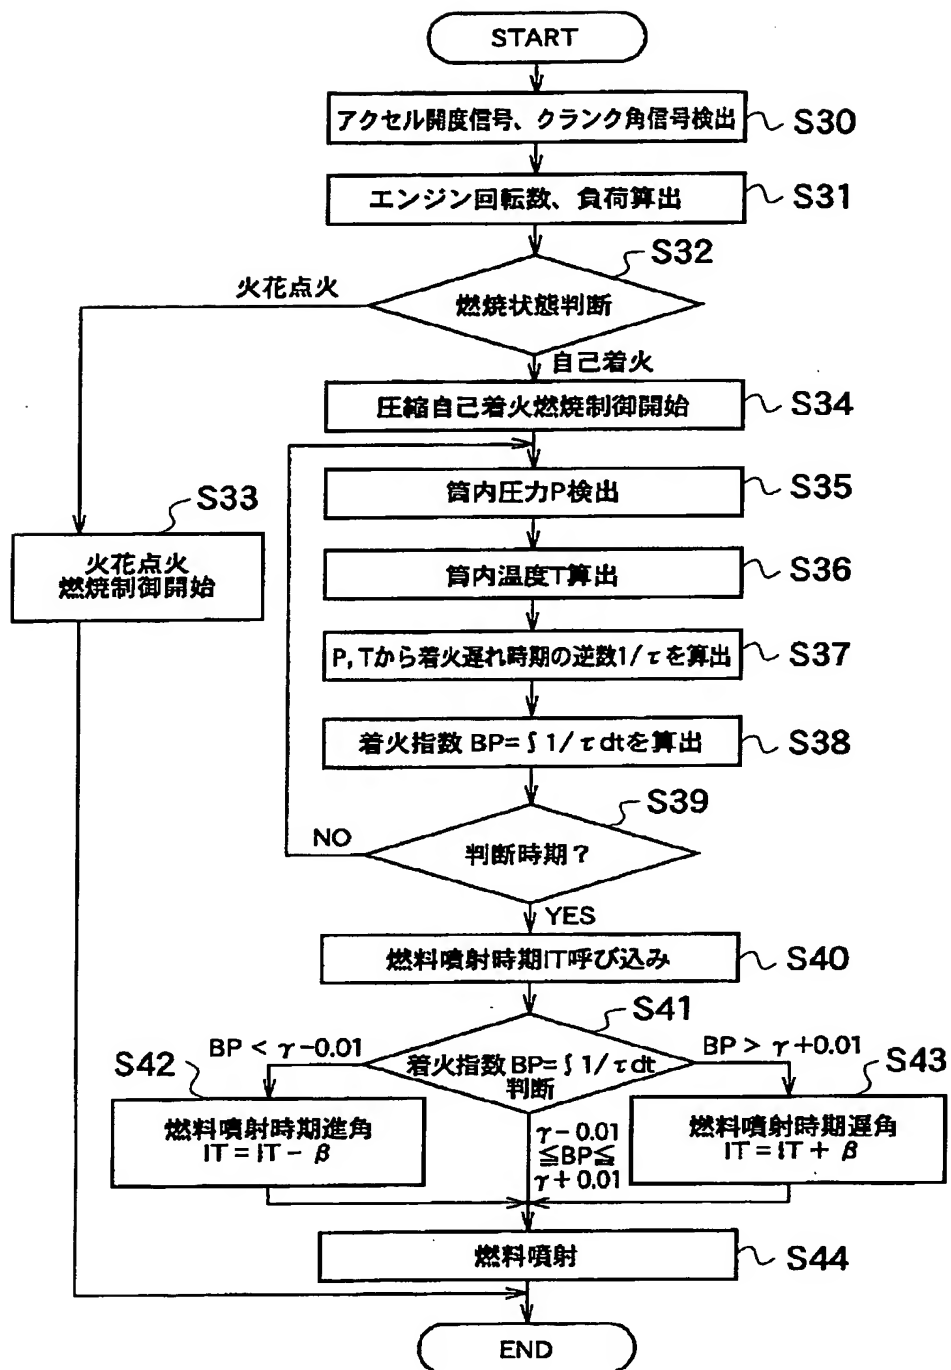 START
アクセル開度信号、クランク角信号検出
S30
エンジン回転数、負荷算出
S31
S32
火花点火
燃焼状態判断
自己着火
圧縮自己着火燃焼制御開始
S34
筒内圧力P検出
S35
S33
火花点火
燃焼制御開始
筒内温度T算出
S36
P,Tから着火遅れ時期の逆数1/τを算出
S37
着火指数 BP=∫1/τdtを算出
S38
S39
NO
判断時期?
YES
燃料噴射時期IT呼び込み
S40
S41
BP < γ-0.01
BP > γ+0.01
着火指数 BP=∫1/τdt
判断
S42
S43
燃料噴射時期進角
IT = IT - β
γ-0.01
≦BP≦
γ+0.01
燃料噴射時期遅角
IT = IT + β
燃料噴射
S44
END